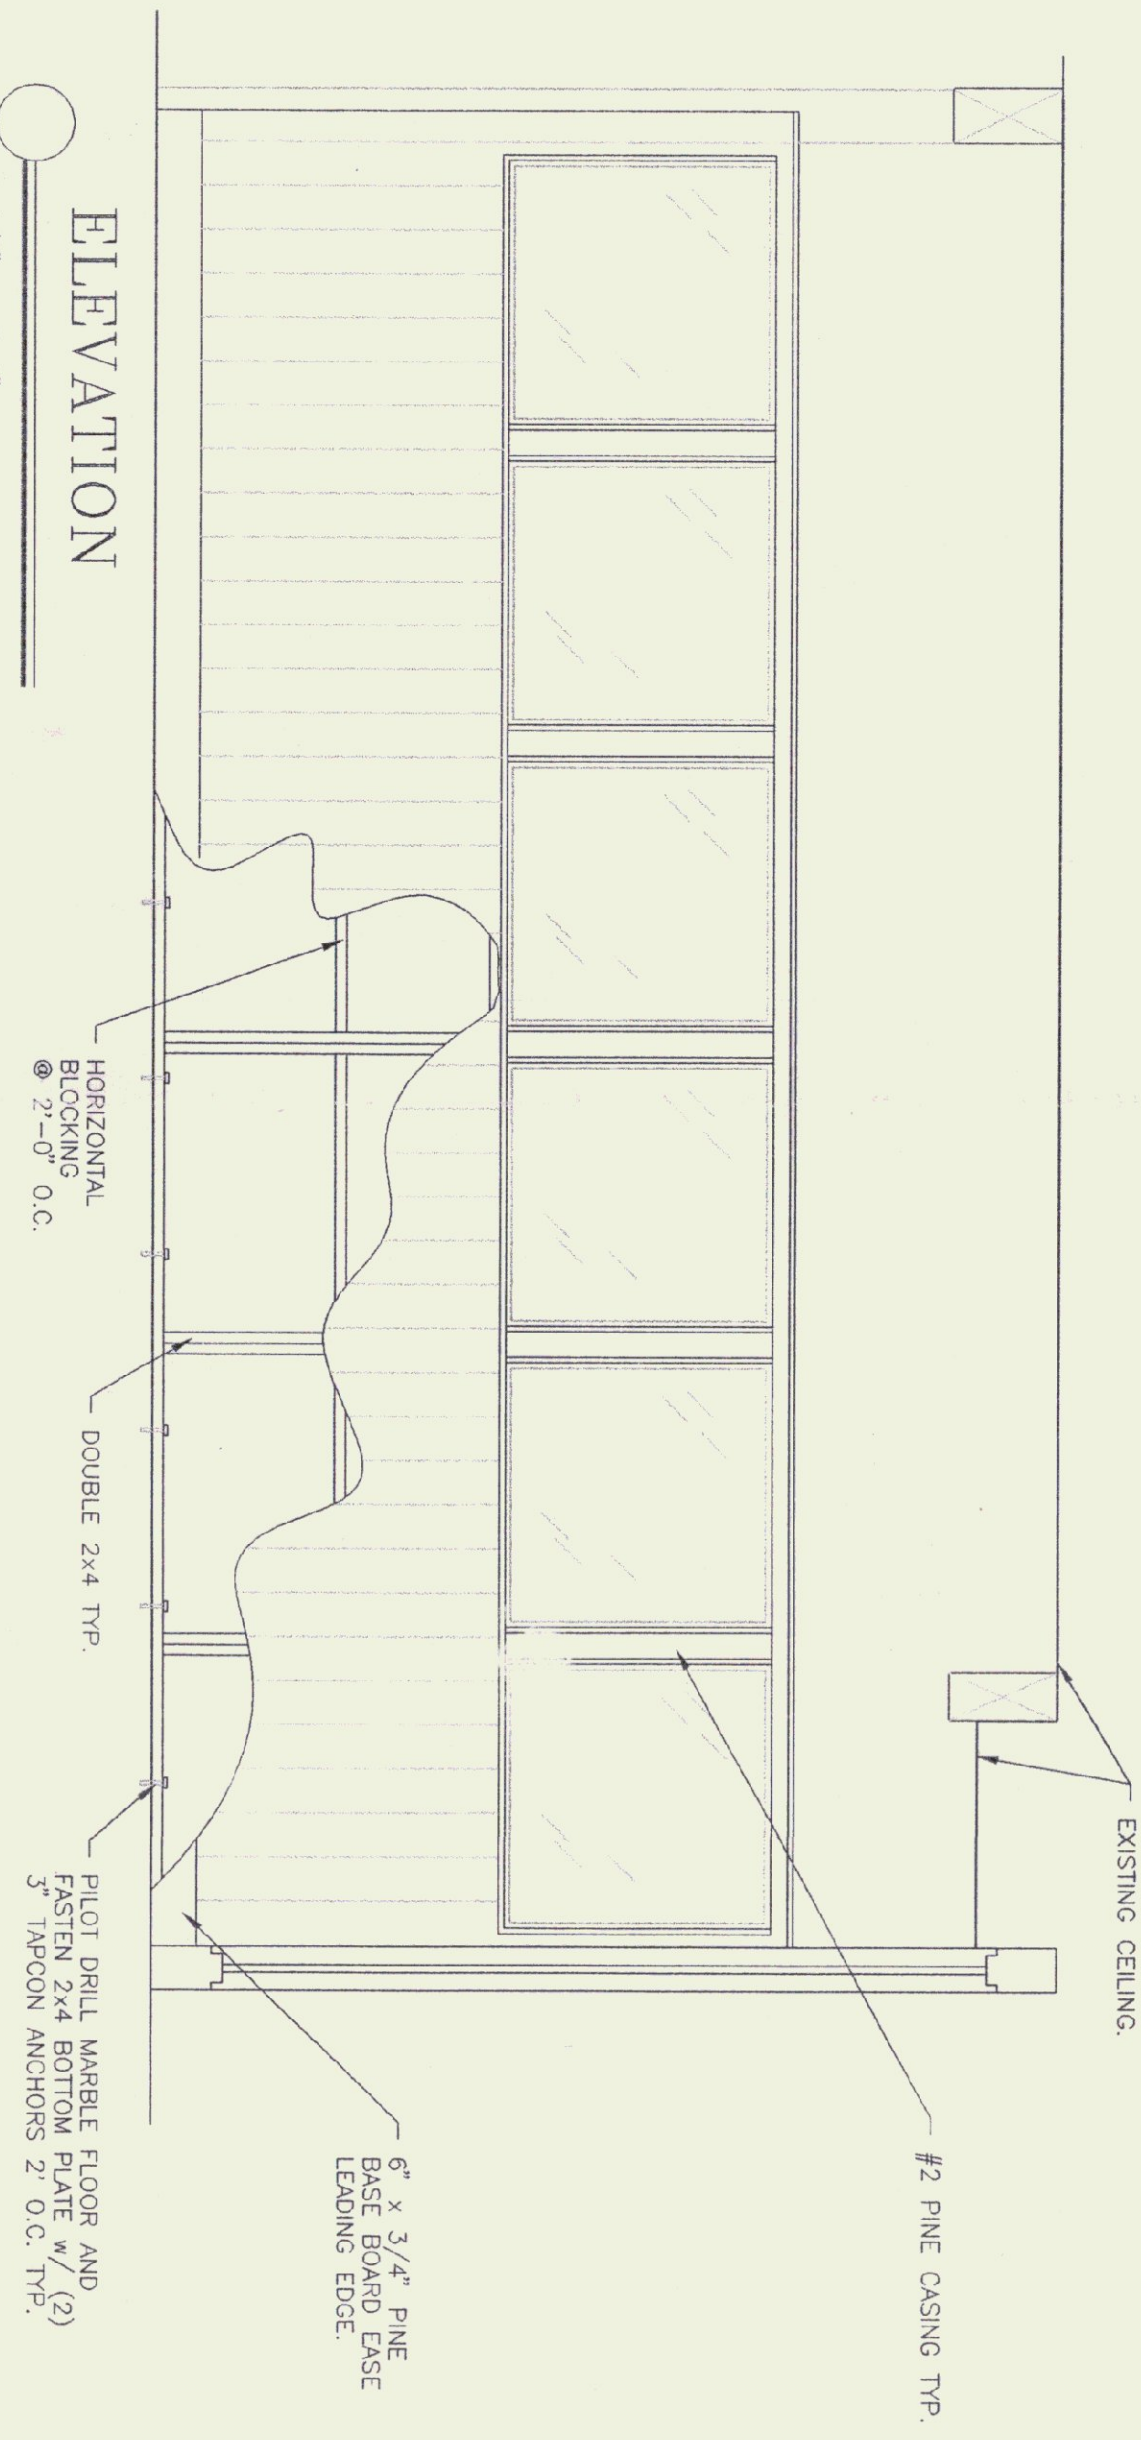 EXISTING CEILING.
#2 PINE CASING TYP.
6" x 3/4" PINE
BASE BOARD EASE
LEADING EDGE.
HORIZONTAL
BLOCKING
@ 2'-0" O.C.
DOUBLE 2x4 TYP.
PILOT DRILL MARBLE FLOOR AND
FASTEN 2x4 BOTTOM PLATE w/ (2)
3" TAPCON ANCHORS 2' O.C. TYP.
ELEVATION